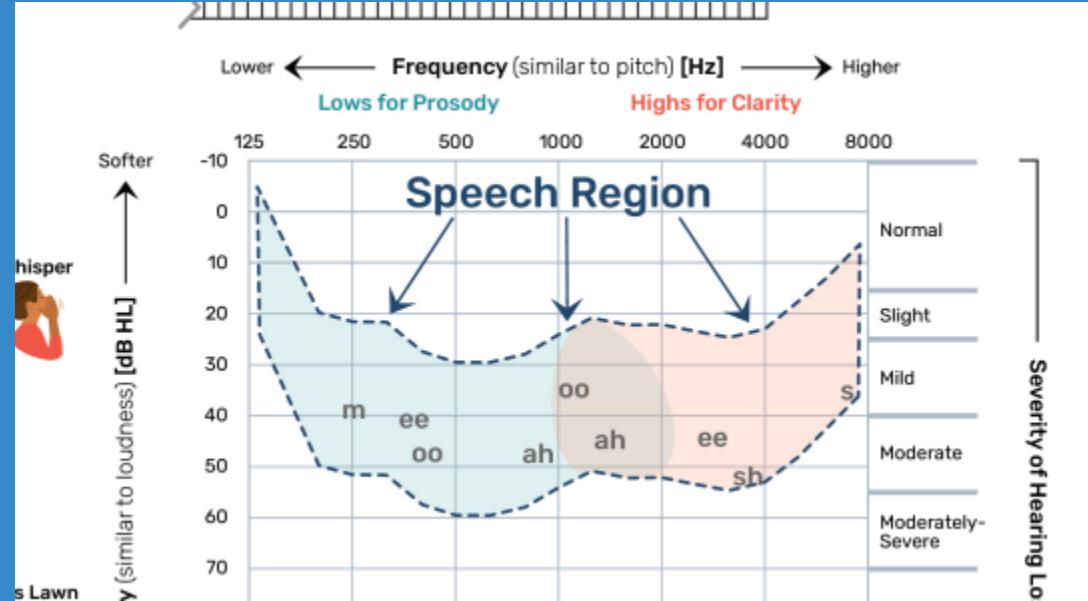 Lower Frequency (similar to pitch) [Hz] Higher
Lows for Prosody Highs for Clarity
125 250 500 1000 2000 4000 8000
Softer
-10
Speech Region
0
Normal
10
hisper
20
Slight
30
Mild
oo
s
40
m
ee
ah
ee
oo
ah
Moderate
50
sh
60
Moderately-
Severe
70
s Lawn
y (similar to loudness) [dB HL]
Severity of Hearing Lo